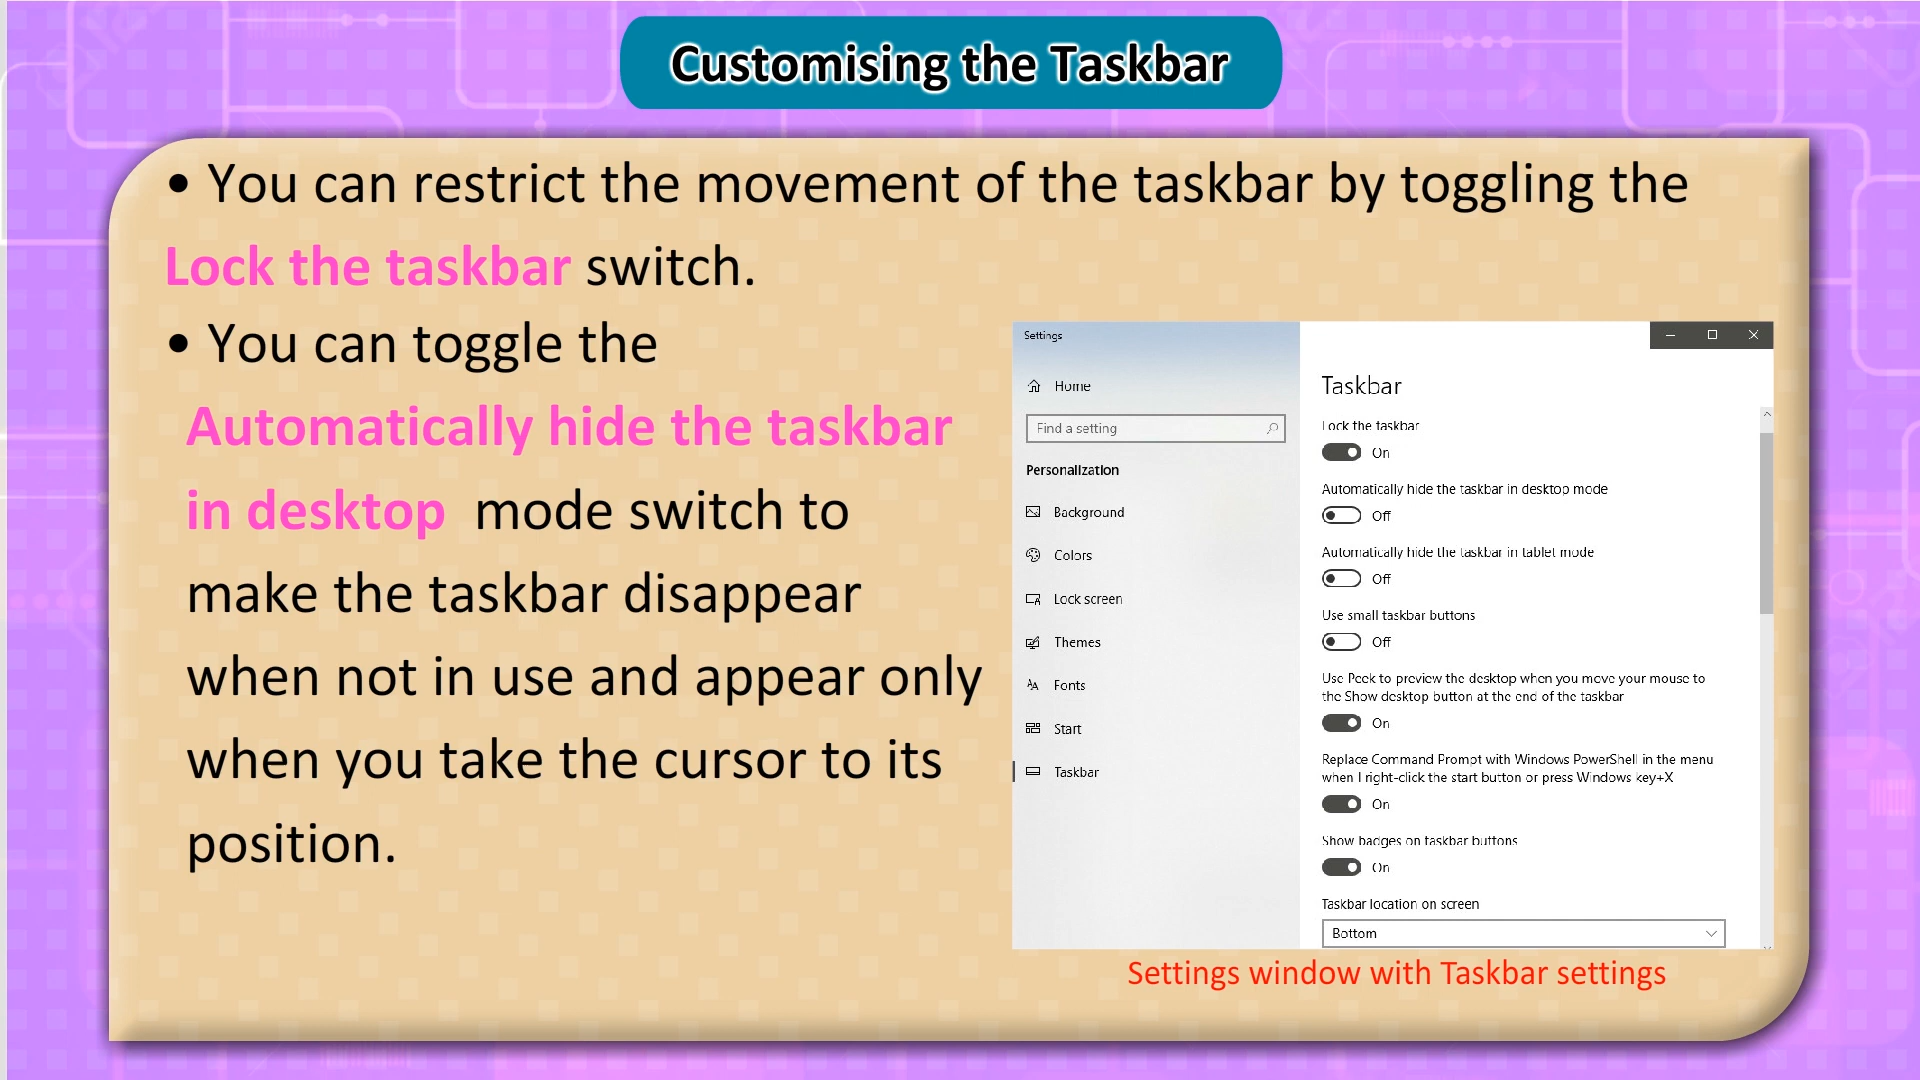 Customising the Taskbar
• You can restrict the movement of the taskbar by toggling the
Lock the taskbar switch.
• You can toggle the
Automatically hide the taskbar
in desktop mode switch to
make the taskbar disappear
when not in use and appear only
when you take the cursor to its
position.
Settings
Home
Find a setting
Personalization
Background
Colors
Lock screen
Themes
Fonts
Start
Taskbar
Taskbar
Lock the taskbar
On
Automatically hide the taskbar in desktop mode
Off
Automatically hide the taskbar in tablet mode
Off
Use small taskbar buttons
Off
Use Peek to preview the desktop when you move your mouse to
the Show desktop button at the end of the taskbar
On
Replace Command Prompt with Windows PowerShell in the menu
when I right-click the start button or press Windows key+X
On
Show badges on taskbar buttons
On
Taskbar location on screen
Bottom
Settings window with Taskbar settings